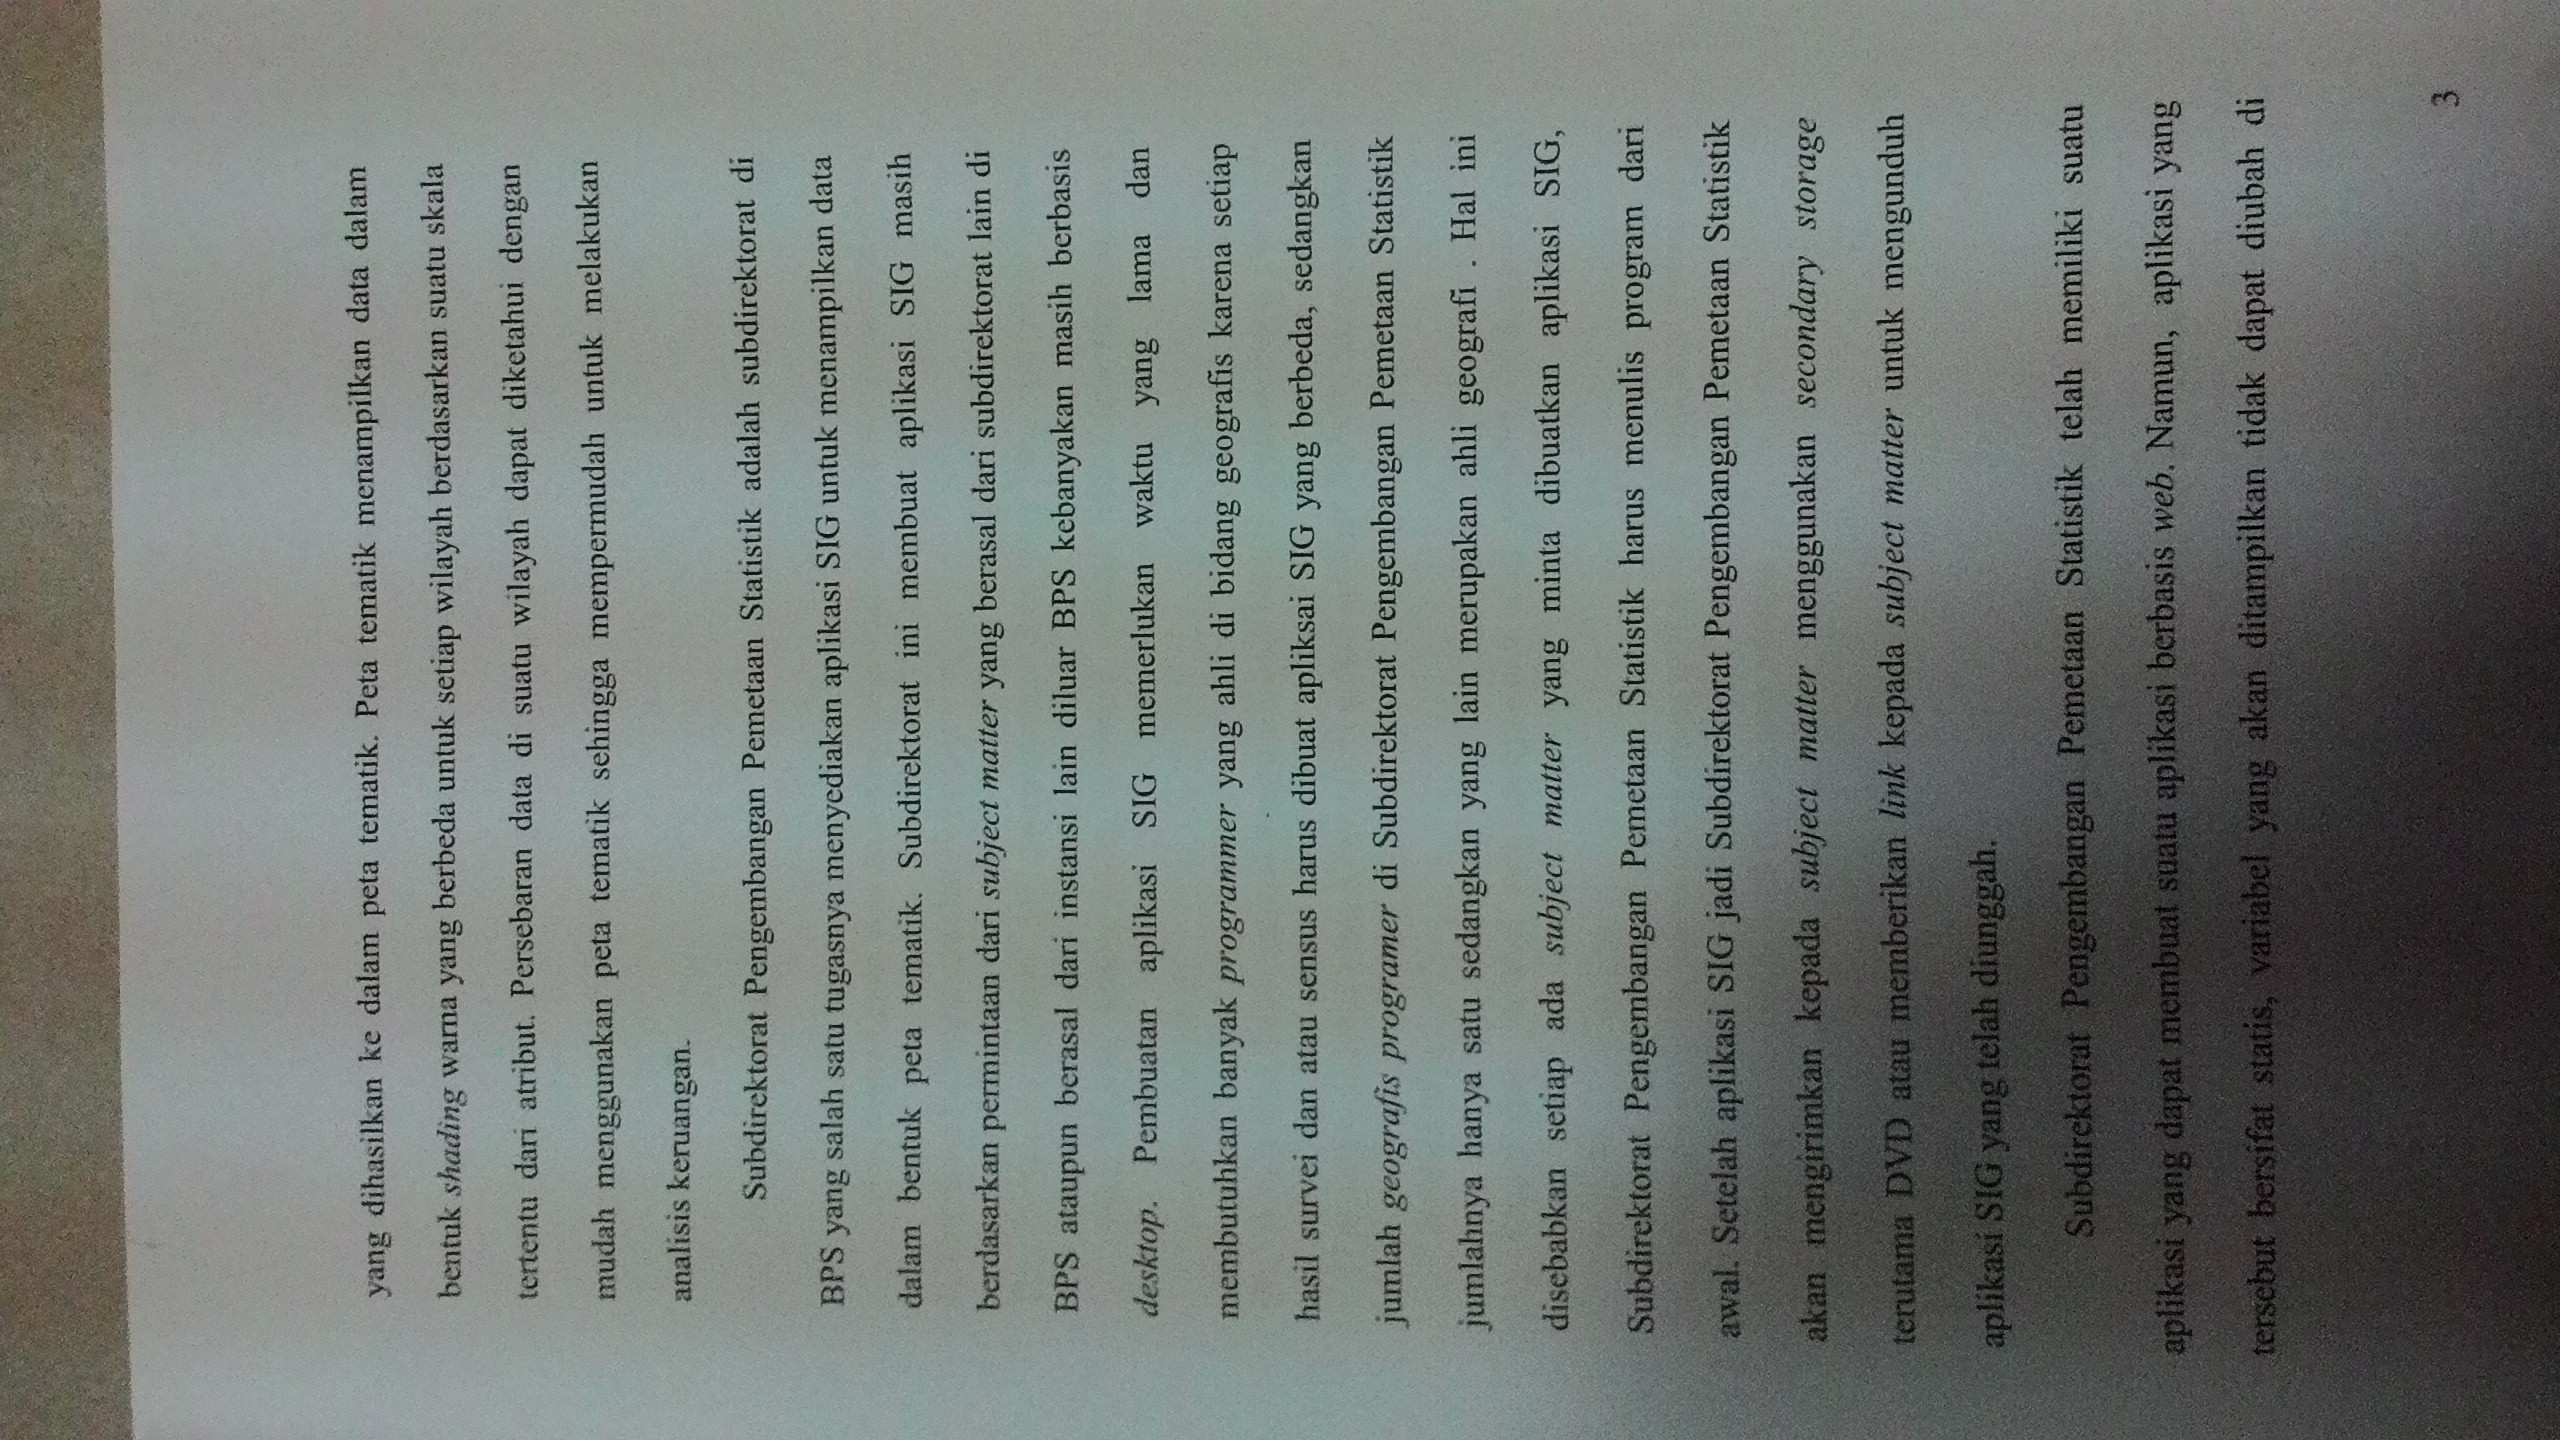 yang dihasilkan ke dalam peta tematik. Peta tematik menampilkan data dalam
bentuk shading warna yang berbeda untuk setiap wilayah berdasarkan suatu skala
tertentu dari atribut. Persebaran data di suatu wilayah dapat diketahui dengan
mudah menggunakan peta tematik sehingga mempermudah untuk melakukan
analisis keruangan.
Subdirektorat Pengembangan Pemetaan Statistik adalah subdirektorat di
BPS yang salah satu tugasnya menyediakan aplikasi SIG untuk menampilkan data
dalam bentuk peta tematik. Subdirektorat ini membuat aplikasi SIG masih
berdasarkan permintaan dari subject matter yang berasal dari subdirektorat lain di
BPS ataupun berasal dari instansi lain diluar BPS kebanyakan masih berbasis
desktop. Pembuatan aplikasi SIG memerlukan waktu yang lama dan
membutuhkan banyak programmer yang ahli di bidang geografis karena setiap
hasil survei dan atau sensus harus dibuat apliksai SIG yang berbeda, sedangkan
jumlah geografis programer di Subdirektorat Pengembangan Pemetaan Statistik
jumlahnya hanya satu sedangkan yang lain merupakan ahli geografi . Hal ini
disebabkan setiap ada subject matter yang minta dibuatkan aplikasi SIG,
Subdirektorat Pengembangan Pemetaan Statistik harus menulis program dari
awal. Setelah aplikasi SIG jadi Subdirektorat Pengembangan Pemetaan Statistik
akan mengirimkan kepada subject matter menggunakan secondary storage
terutama DVD atau memberikan link kepada subject matter untuk mengunduh
aplikasi SIG yang telah diunggah.
Subdirektorat Pengembangan Pemetaan Statistik telah memiliki suatu
aplikasi yang dapat membuat suatu aplikasi berbasis web. Namun, aplikasi yang
tersebut bersifat statis, variabel yang akan ditampilkan tidak dapat diubah di
3